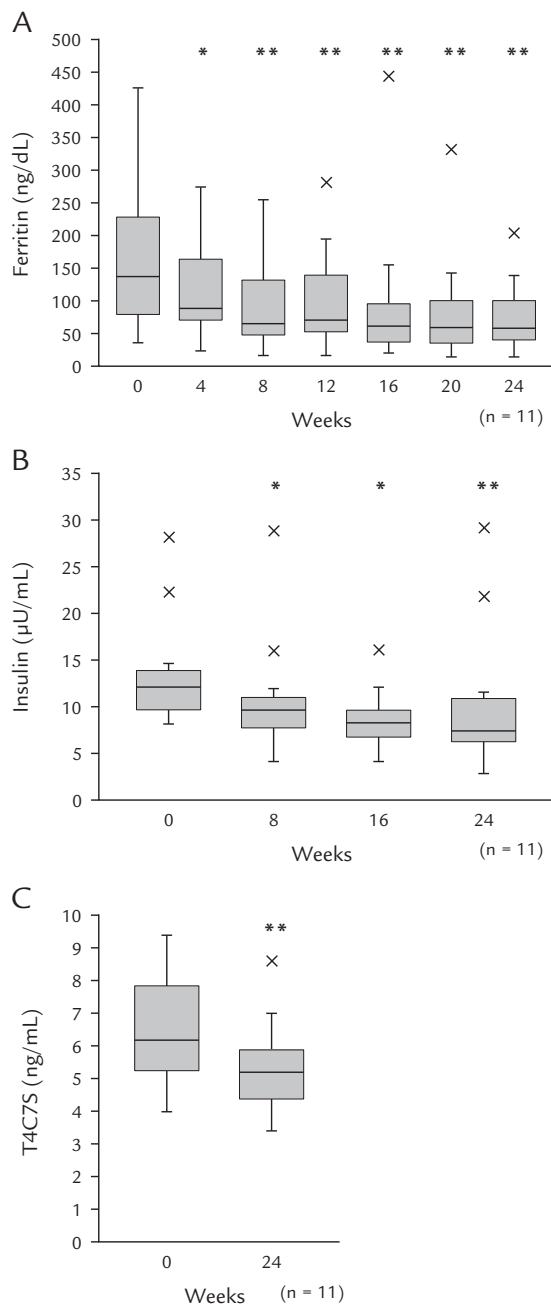 A
500
450
400
350
300
250
200
150
100
50
0
Ferritin (ng/dL)
* ** ** ** ** **
0 4 8 12 16 20 24
Weeks
(n = 11)
B
35
30
25
20
15
10
5
0
Insulin (µU/mL)
* * **
0 8 16 24
Weeks
(n = 11)
C
10
9
8
7
6
5
4
3
2
1
0
T4C7S (ng/mL)
**
0 24
Weeks
(n = 11)